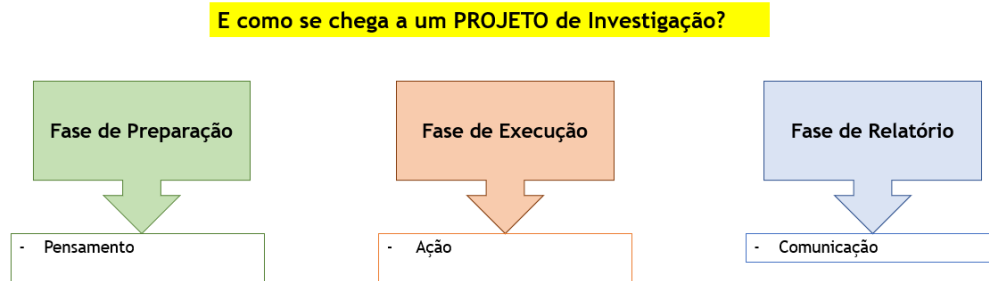 E como se chega a um PROJETO de Investigação?
Fase de Preparação
Fase de Execução
Fase de Relatório
- Pensamento
- Ação
- Comunicação